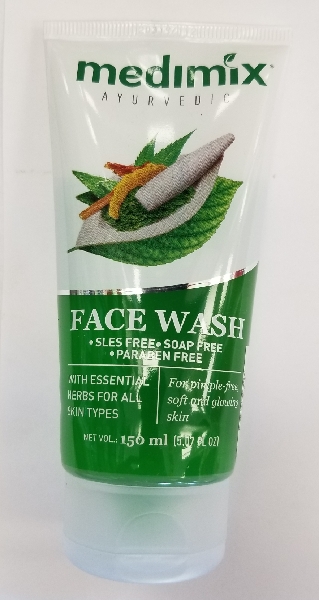 medimix
AYURVEDIC
FACE WASH
•SLES FREE•SOAP FREE
•PARABEN FREE
WITH ESSENTIAL
HERBS FOR ALL
SKIN TYPES
For pimple-free,
soft and glowing
skin
NET VOL.: 150 ml (5.07 FL OZ)